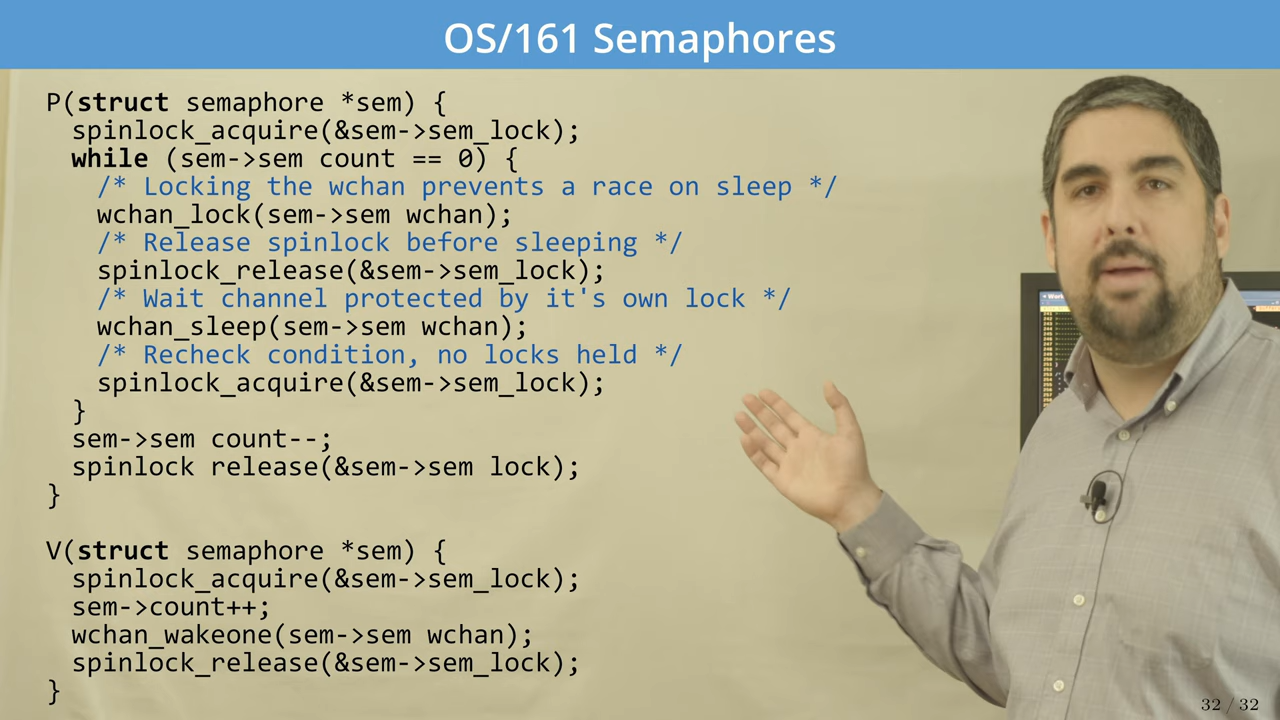 OS/161 Semaphores
P(struct semaphore *sem) {
spinlock_acquire(&sem->sem_lock);
while (sem->sem count == 0) {
/* Locking the wchan prevents a race on sleep */
wchan_lock(sem->sem wchan);
/* Release spinlock before sleeping */
spinlock_release(&sem->sem_lock);
/* Wait channel protected by it's own lock */
wchan_sleep(sem->sem wchan);
/* Recheck condition, no locks held */
spinlock_acquire(&sem->sem_lock);
}
sem->sem count--;
spinlock release(&sem->sem lock);
}
V(struct semaphore *sem) {
spinlock_acquire(&sem->sem_lock);
sem->count++;
wchan_wakeone(sem->sem wchan);
spinlock_release(&sem->sem_lock);
}
32 / 32